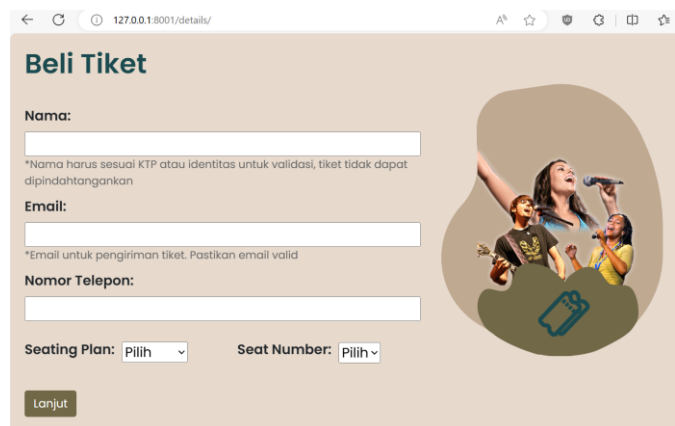 127.0.0.1:8001/details/
Beli Tiket
Nama:
*Nama harus sesuai KTP atau identitas untuk validasi, tiket tidak dapat
dipindahtangankan
Email:
*Email untuk pengiriman tiket. Pastikan email valid
Nomor Telepon:
Seating Plan: Pilih Seat Number: Pilih
Lanjut